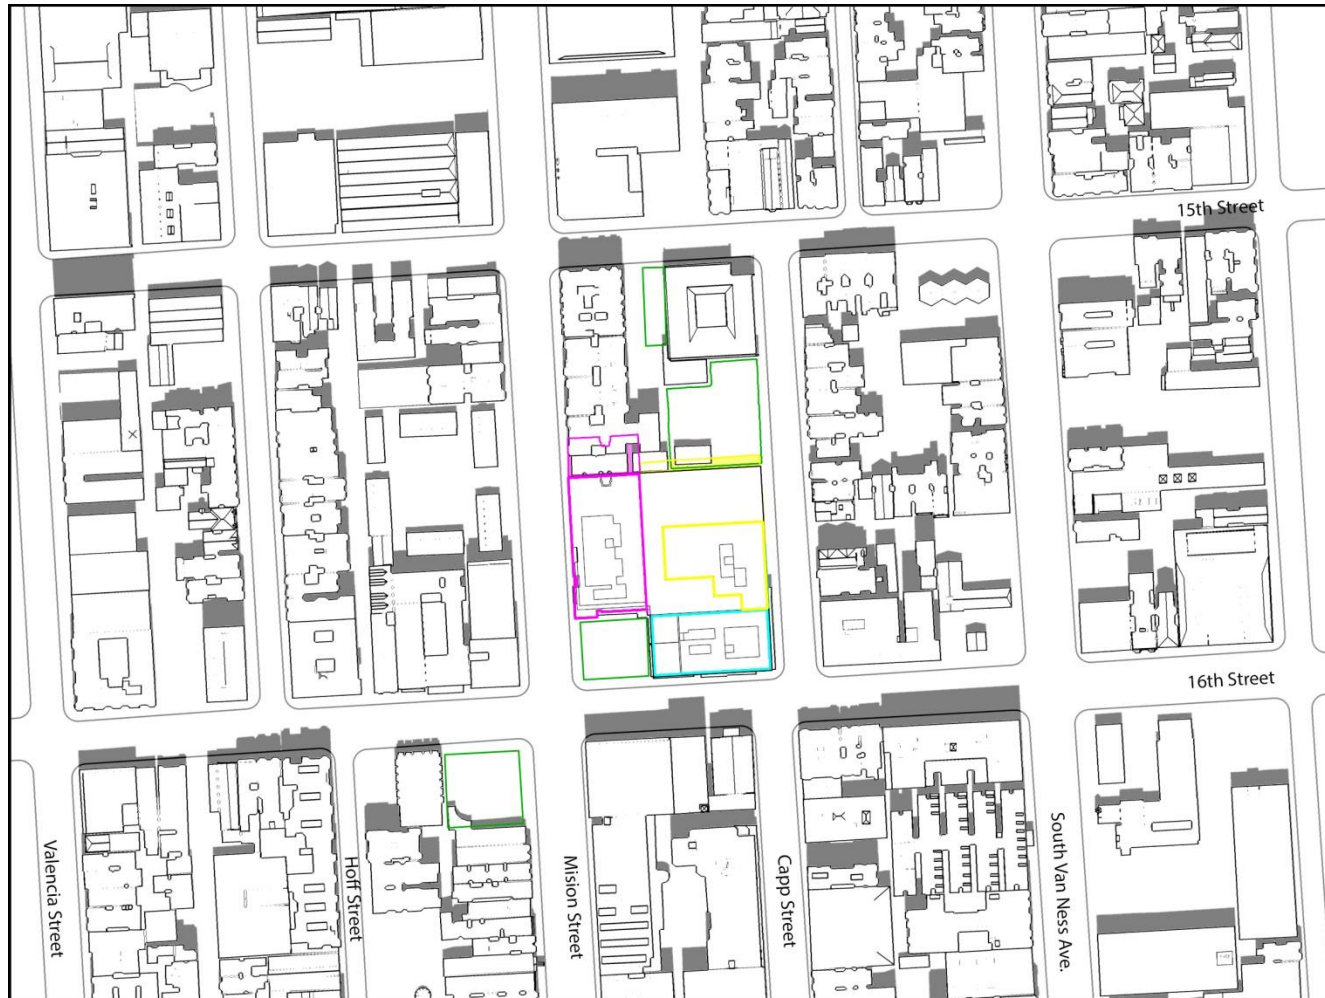 15th Street
16th Street
Valencia Street
Hoff Street
Mision Street
Capp Street
South Van Ness Ave.